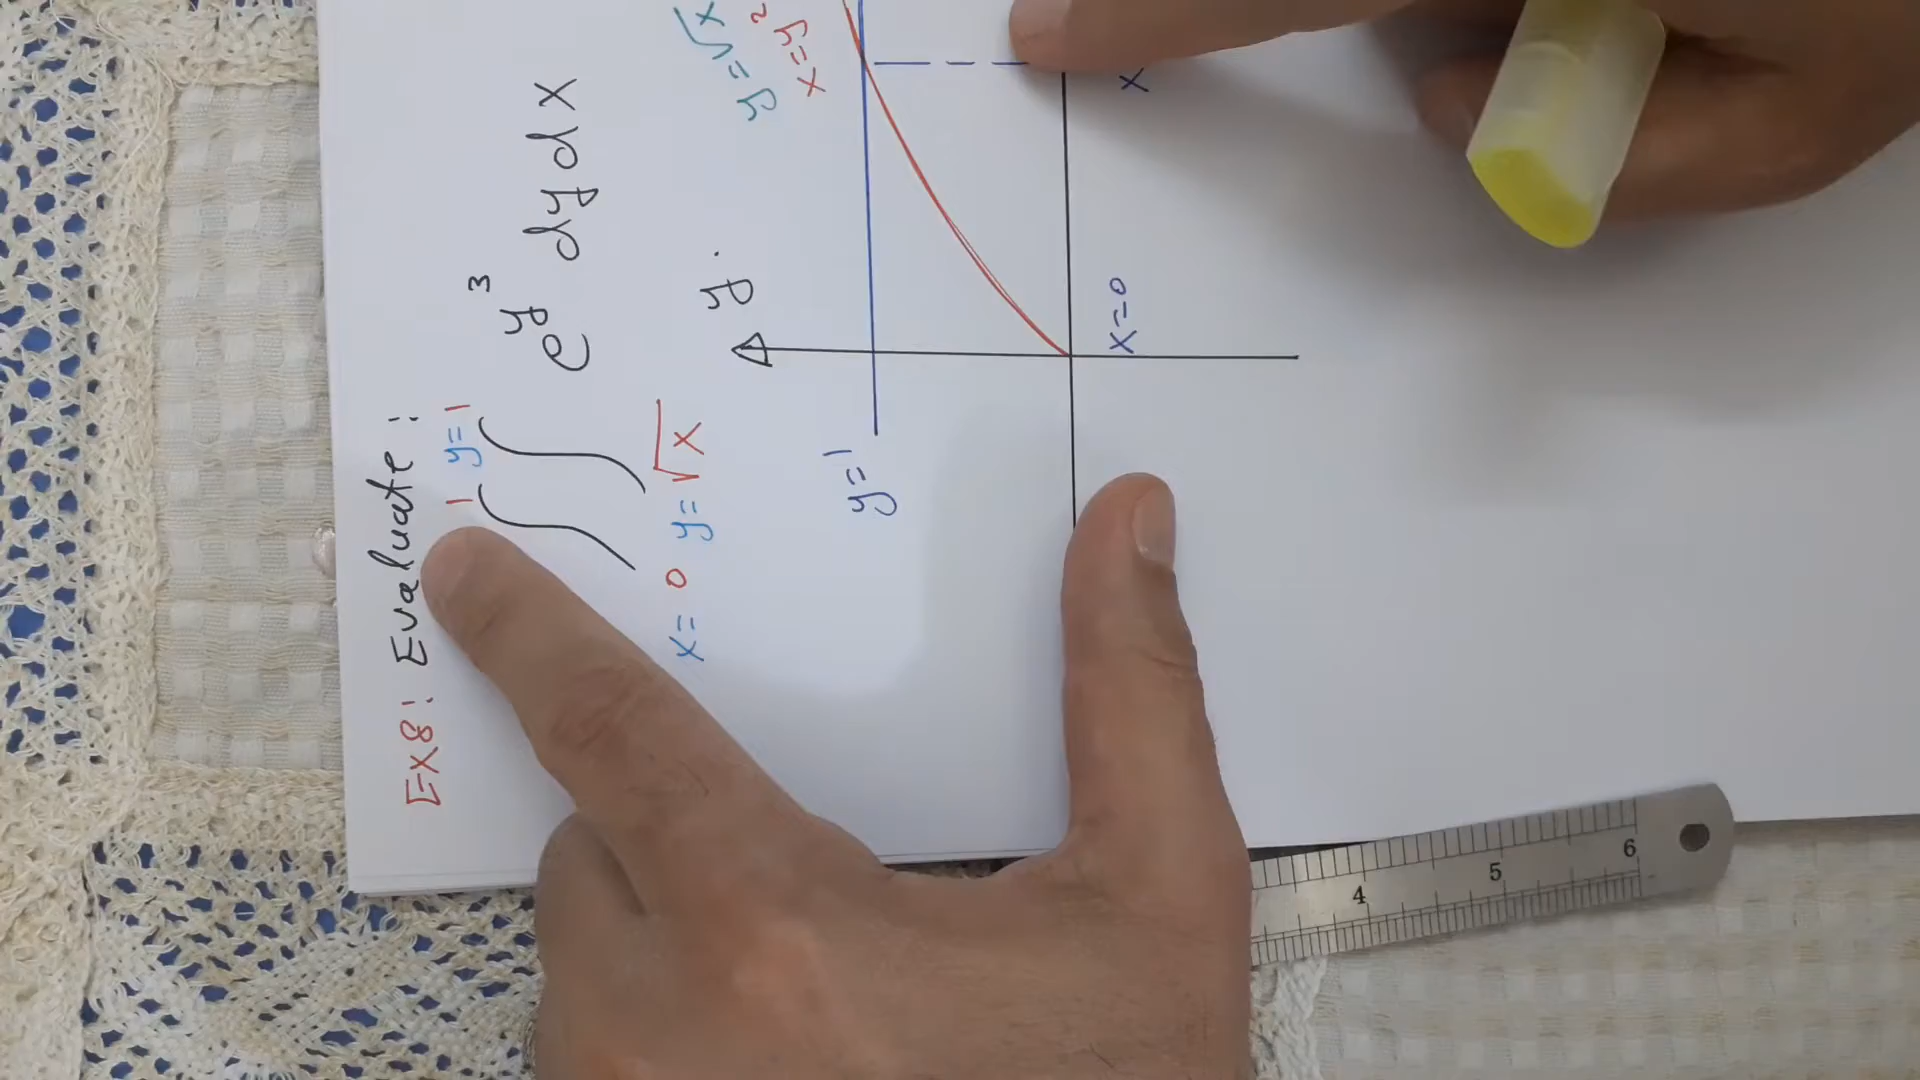 EX8: Evaluate:
1 y=1
e y³ dy dx
x= 0 y= √x
y
y=√x
x=y²
y=1
x=0
x
4 5 6